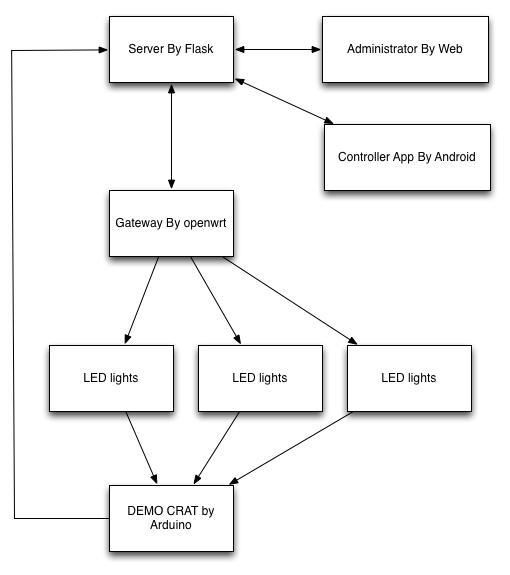 Server By Flask
Administrator By Web
Controller App By Android
Gateway By openwrt
LED lights
LED lights
LED lights
DEMO CRAT by
Arduino